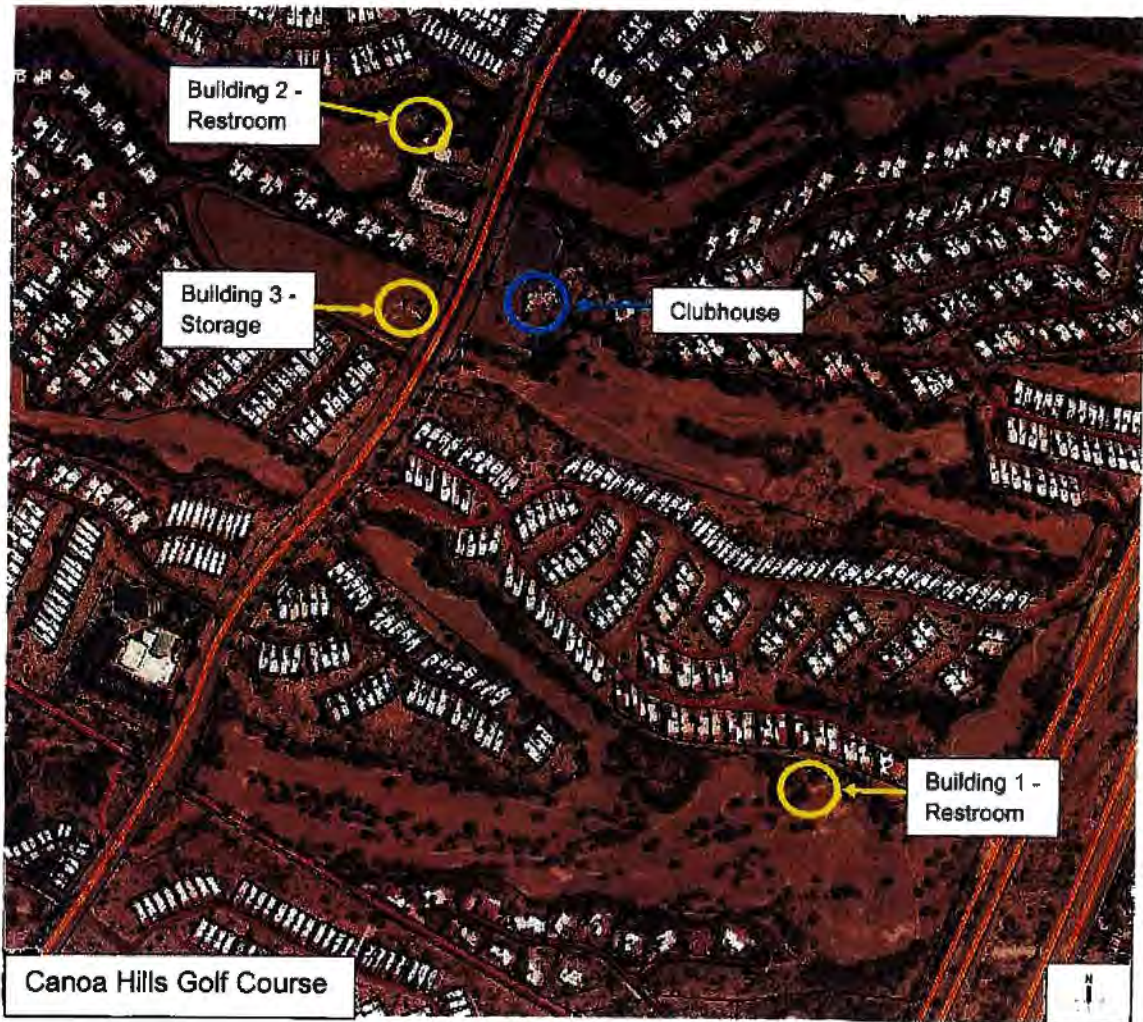 Building 2 -
Restroom
Building 3 -
Storage
Clubhouse
Building 1 -
Restroom
Canoa Hills Golf Course
N